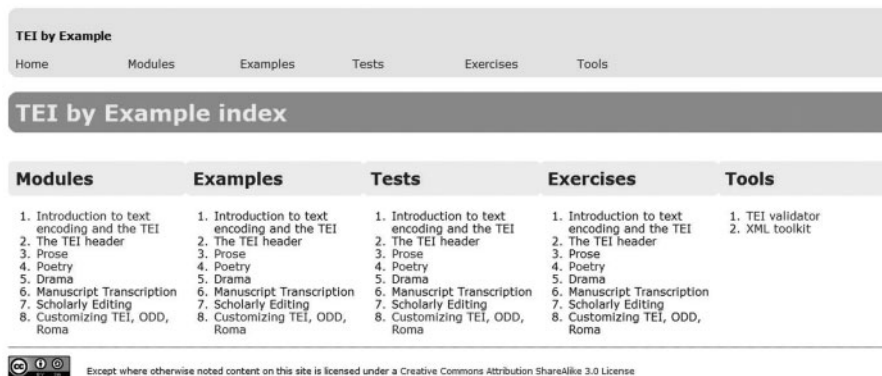 TEI by Example
Home Modules Examples Tests Exercises Tools
TEI by Example index
Modules
1. Introduction to text
encoding and the TEI
2. The TEI header
3. Prose
4. Poetry
5. Drama
6. Manuscript Transcription
7. Scholarly Editing
8. Customizing TEI, ODD,
Roma
Examples
1. Introduction to text
encoding and the TEI
2. The TEI header
3. Prose
4. Poetry
5. Drama
6. Manuscript Transcription
7. Scholarly Editing
8. Customizing TEI, ODD,
Roma
Tests
1. Introduction to text
encoding and the TEI
2. The TEI header
3. Prose
4. Poetry
5. Drama
6. Manuscript Transcription
7. Scholarly Editing
8. Customizing TEI, ODD,
Roma
Exercises
1. Introduction to text
encoding and the TEI
2. The TEI header
3. Prose
4. Poetry
5. Drama
6. Manuscript Transcription
7. Scholarly Editing
8. Customizing TEI, ODD,
Roma
Tools
1. TEI validator
2. XML toolkit
cc
Except where otherwise noted content on this site is licensed under a Creative Commons Attribution ShareAlike 3.0 License